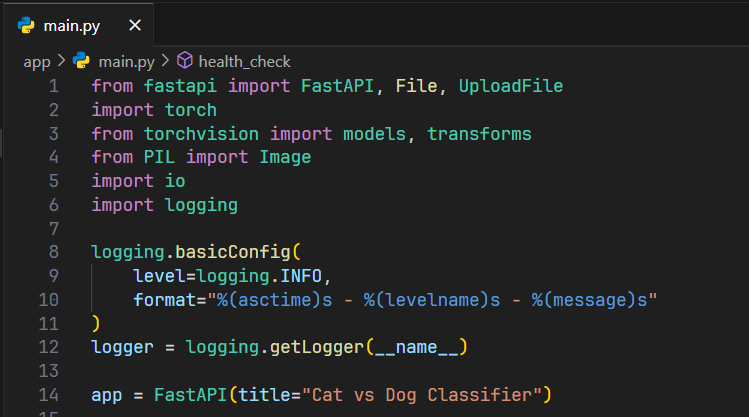 main.py ×
app > main.py > health_check
1 from fastapi import FastAPI, File, UploadFile
2 import torch
3 from torchvision import models, transforms
4 from PIL import Image
5 import io
6 import logging
7
8 logging.basicConfig(
9     level=logging.INFO,
10     format="%(asctime)s - %(levelname)s - %(message)s"
11 )
12 logger = logging.getLogger(__name__)
13
14 app = FastAPI(title="Cat vs Dog Classifier")
15